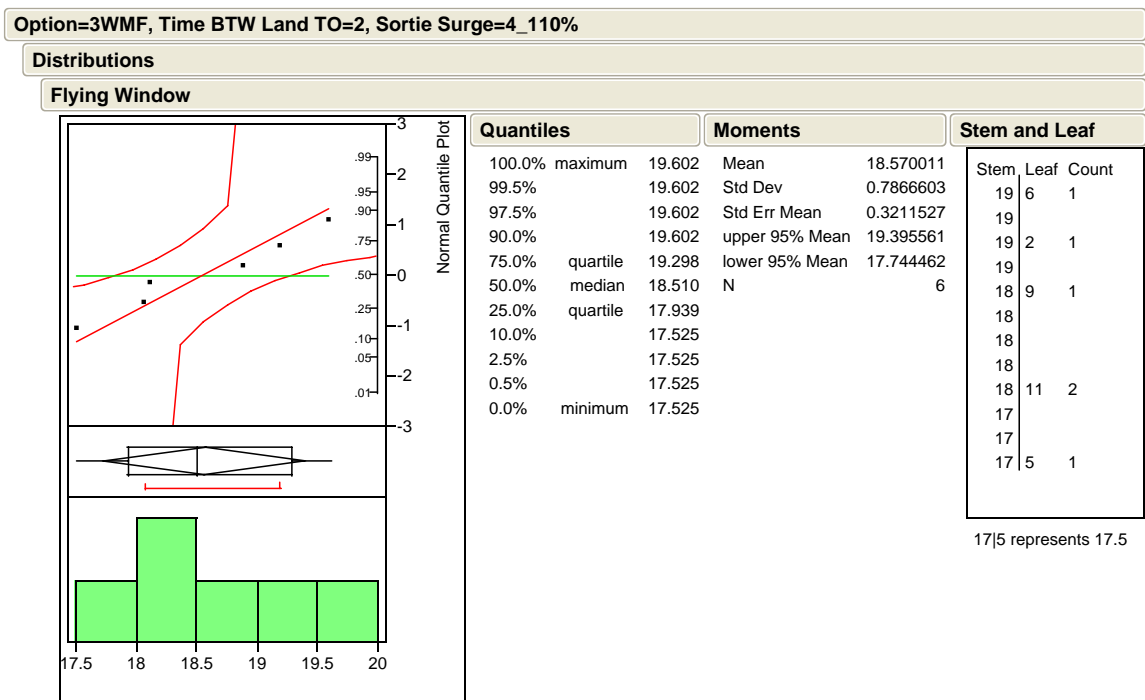 Option=3WMF, Time BTW Land TO=2, Sortie Surge=4_110%
Distributions
Flying Window
3
2
1
0
-1
-2
-3
.99
.95
.90
.75
.50
.25
.10
.05
.01
Normal Quantile Plot
17.5 18 18.5 19 19.5 20
Quantiles
100.0% maximum 19.602
99.5% 19.602
97.5% 19.602
90.0% 19.602
75.0% quartile 19.298
50.0% median 18.510
25.0% quartile 17.939
10.0% 17.525
2.5% 17.525
0.5% 17.525
0.0% minimum 17.525
Moments
Mean 18.570011
Std Dev 0.7866603
Std Err Mean 0.3211527
upper 95% Mean 19.395561
lower 95% Mean 17.744462
N 6
Stem and Leaf
Stem Leaf Count
19 6 1
19
19 2 1
19
18 9 1
18
18
18
18 11 2
17
17
17 5 1
17|5 represents 17.5